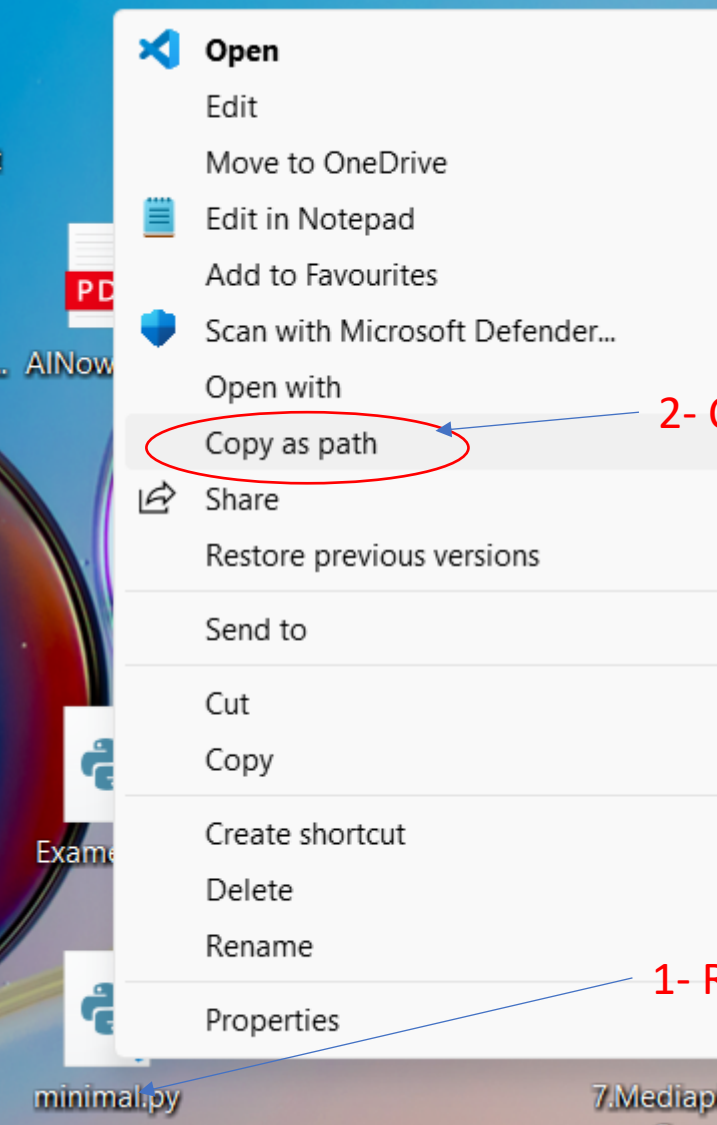 Open
Edit
Move to OneDrive
Edit in Notepad
Add to Favourites
Scan with Microsoft Defender...
Open with
2-
Copy as path
Share
Restore previous versions
Send to
Cut
Copy
Create shortcut
Delete
Rename
1-
Properties
PD
. AINow
Exame
minimal.py
7.Mediap